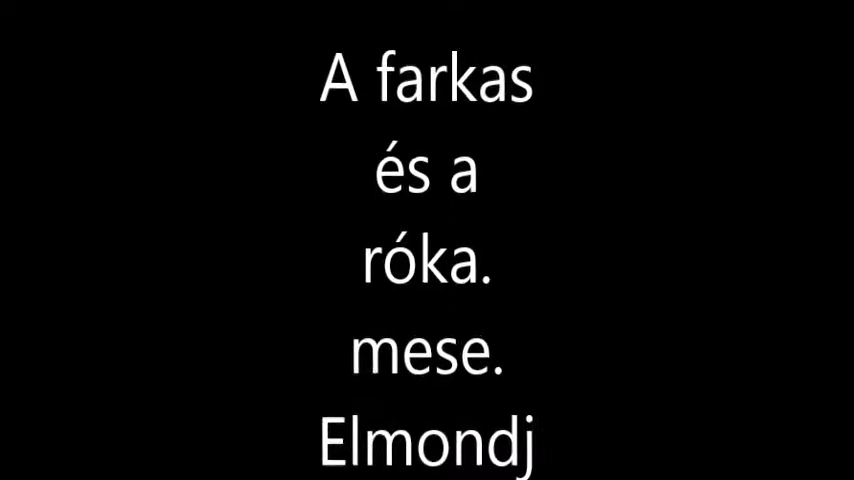 A farkas
és a
róka.
mese.
Elmondj